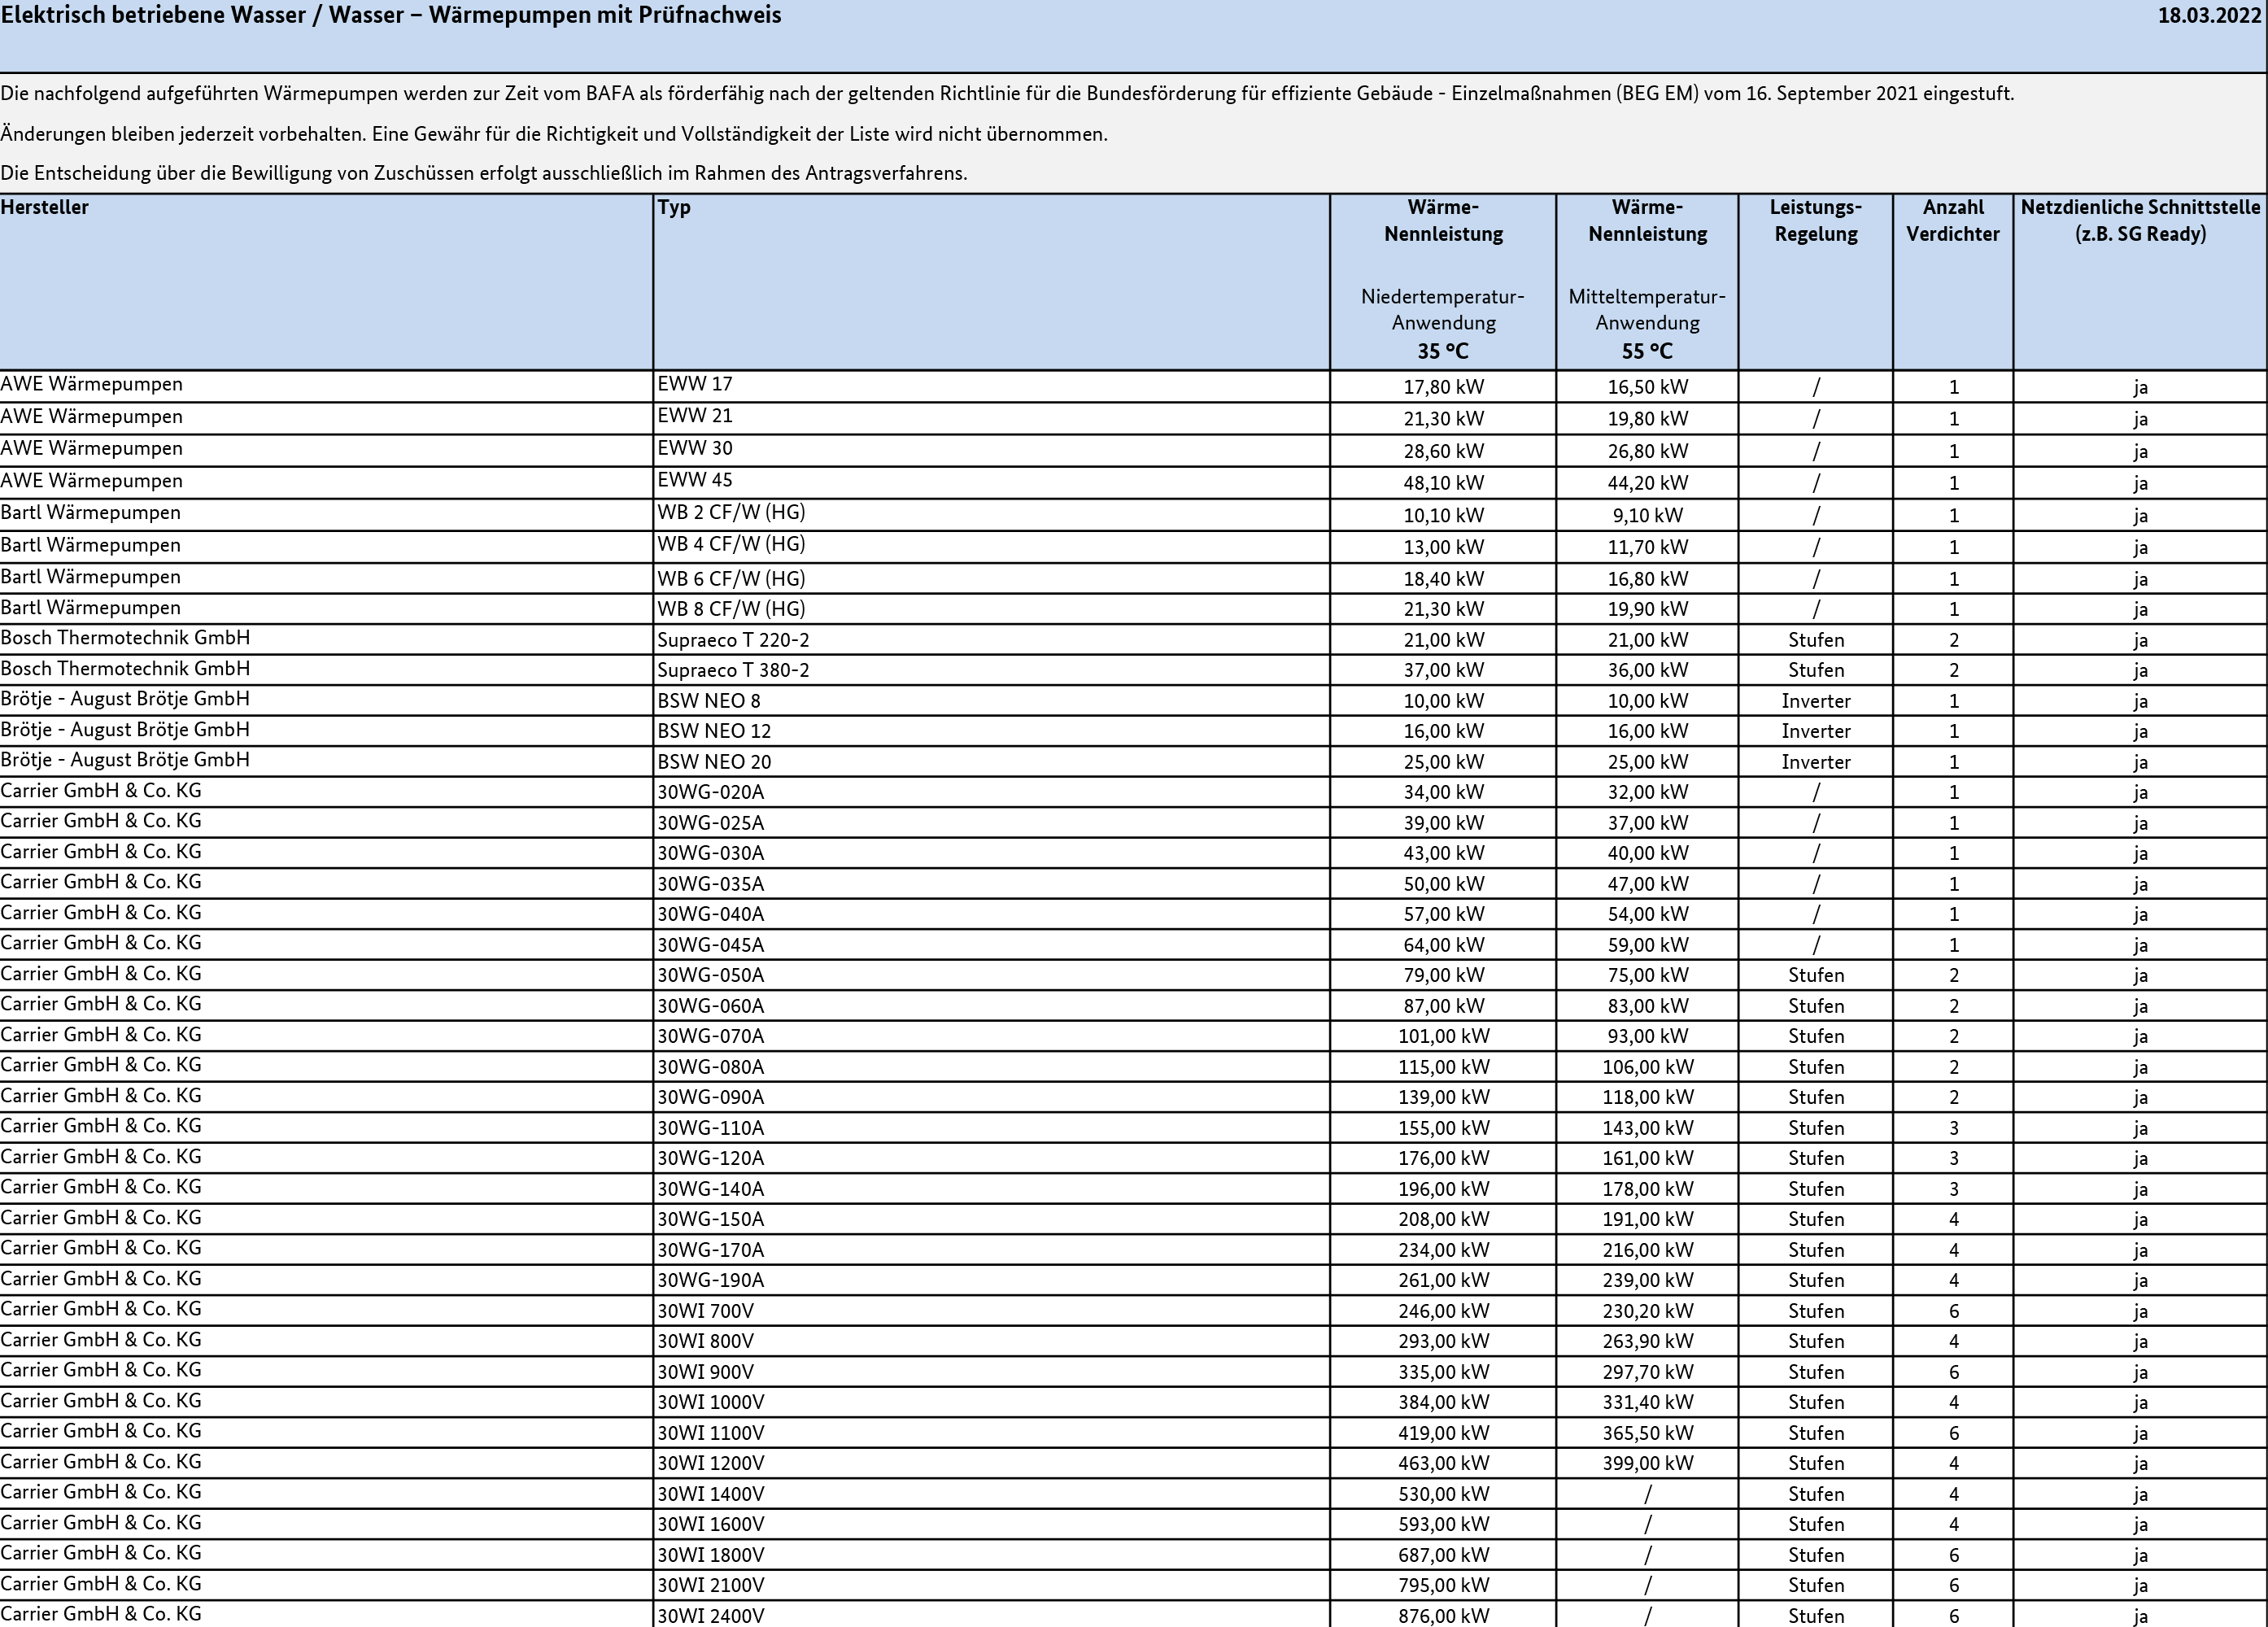 Elektrisch betriebene Wasser / Wasser – Wärmepumpen mit Prüfnachweis 18.03.2022
Die nachfolgend aufgeführten Wärmepumpen werden zur Zeit vom BAFA als förderfähig nach der geltenden Richtlinie für die Bundesförderung für effiziente Gebäude - Einzelmaßnahmen (BEG EM) vom 16. September 2021 eingestuft.
Änderungen bleiben jederzeit vorbehalten. Eine Gewähr für die Richtigkeit und Vollständigkeit der Liste wird nicht übernommen.
Die Entscheidung über die Bewilligung von Zuschüssen erfolgt ausschließlich im Rahmen des Antragsverfahrens.
Hersteller Typ Wärme- Wärme- Leistungs- Anzahl Netzdienliche Schnittstelle
Nennleistung Nennleistung Regelung Verdichter (z.B. SG Ready)
Niedertemperatur- Mitteltemperatur-
Anwendung Anwendung
35 °C 55 °C
AWE Wärmepumpen EWW 17 17,80 kW 16,50 kW / 1 ja
AWE Wärmepumpen EWW 21 21,30 kW 19,80 kW / 1 ja
AWE Wärmepumpen EWW 30 28,60 kW 26,80 kW / 1 ja
AWE Wärmepumpen EWW 45 48,10 kW 44,20 kW / 1 ja
Bartl Wärmepumpen WB 2 CF/W (HG) 10,10 kW 9,10 kW / 1 ja
Bartl Wärmepumpen WB 4 CF/W (HG) 13,00 kW 11,70 kW / 1 ja
Bartl Wärmepumpen WB 6 CF/W (HG) 18,40 kW 16,80 kW / 1 ja
Bartl Wärmepumpen WB 8 CF/W (HG) 21,30 kW 19,90 kW / 1 ja
Bosch Thermotechnik GmbH Supraeco T 220-2 21,00 kW 21,00 kW Stufen 2 ja
Bosch Thermotechnik GmbH Supraeco T 380-2 37,00 kW 36,00 kW Stufen 2 ja
Brötje - August Brötje GmbH BSW NEO 8 10,00 kW 10,00 kW Inverter 1 ja
Brötje - August Brötje GmbH BSW NEO 12 16,00 kW 16,00 kW Inverter 1 ja
Brötje - August Brötje GmbH BSW NEO 20 25,00 kW 25,00 kW Inverter 1 ja
Carrier GmbH & Co. KG 30WG-020A 34,00 kW 32,00 kW / 1 ja
Carrier GmbH & Co. KG 30WG-025A 39,00 kW 37,00 kW / 1 ja
Carrier GmbH & Co. KG 30WG-030A 43,00 kW 40,00 kW / 1 ja
Carrier GmbH & Co. KG 30WG-035A 50,00 kW 47,00 kW / 1 ja
Carrier GmbH & Co. KG 30WG-040A 57,00 kW 54,00 kW / 1 ja
Carrier GmbH & Co. KG 30WG-045A 64,00 kW 59,00 kW / 1 ja
Carrier GmbH & Co. KG 30WG-050A 79,00 kW 75,00 kW Stufen 2 ja
Carrier GmbH & Co. KG 30WG-060A 87,00 kW 83,00 kW Stufen 2 ja
Carrier GmbH & Co. KG 30WG-070A 101,00 kW 93,00 kW Stufen 2 ja
Carrier GmbH & Co. KG 30WG-080A 115,00 kW 106,00 kW Stufen 2 ja
Carrier GmbH & Co. KG 30WG-090A 139,00 kW 118,00 kW Stufen 2 ja
Carrier GmbH & Co. KG 30WG-110A 155,00 kW 143,00 kW Stufen 3 ja
Carrier GmbH & Co. KG 30WG-120A 176,00 kW 161,00 kW Stufen 3 ja
Carrier GmbH & Co. KG 30WG-140A 196,00 kW 178,00 kW Stufen 3 ja
Carrier GmbH & Co. KG 30WG-150A 208,00 kW 191,00 kW Stufen 4 ja
Carrier GmbH & Co. KG 30WG-170A 234,00 kW 216,00 kW Stufen 4 ja
Carrier GmbH & Co. KG 30WG-190A 261,00 kW 239,00 kW Stufen 4 ja
Carrier GmbH & Co. KG 30WI 700V 246,00 kW 230,20 kW Stufen 6 ja
Carrier GmbH & Co. KG 30WI 800V 293,00 kW 263,90 kW Stufen 4 ja
Carrier GmbH & Co. KG 30WI 900V 335,00 kW 297,70 kW Stufen 6 ja
Carrier GmbH & Co. KG 30WI 1000V 384,00 kW 331,40 kW Stufen 4 ja
Carrier GmbH & Co. KG 30WI 1100V 419,00 kW 365,50 kW Stufen 6 ja
Carrier GmbH & Co. KG 30WI 1200V 463,00 kW 399,00 kW Stufen 4 ja
Carrier GmbH & Co. KG 30WI 1400V 530,00 kW / Stufen 4 ja
Carrier GmbH & Co. KG 30WI 1600V 593,00 kW / Stufen 4 ja
Carrier GmbH & Co. KG 30WI 1800V 687,00 kW / Stufen 6 ja
Carrier GmbH & Co. KG 30WI 2100V 795,00 kW / Stufen 6 ja
Carrier GmbH & Co. KG 30WI 2400V 876,00 kW / Stufen 6 ja